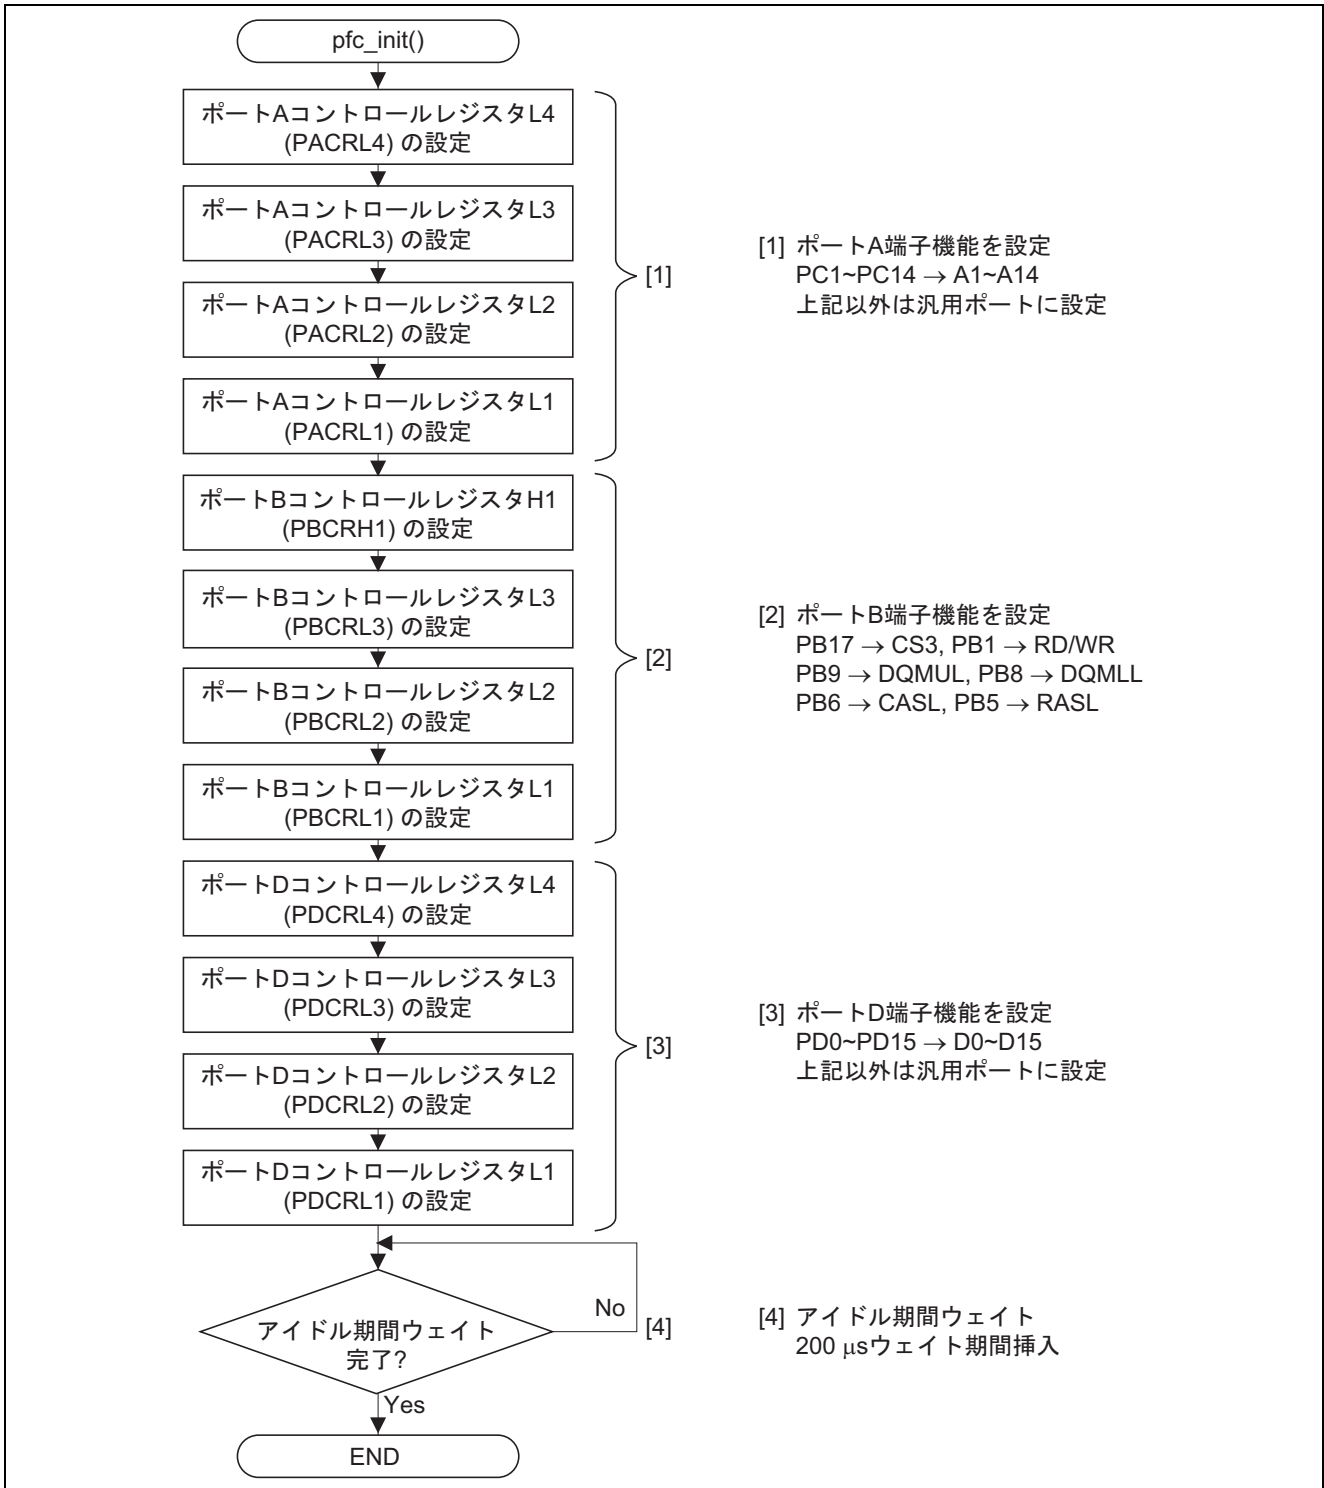 pfc_init()
ポートAコントロールレジスタL4
(PACRL4) の設定
ポートAコントロールレジスタL3
(PACRL3) の設定
ポートAコントロールレジスタL2
(PACRL2) の設定
ポートAコントロールレジスタL1
(PACRL1) の設定
[1]
[1] ポートA端子機能を設定
PC1~PC14 → A1~A14
上記以外は汎用ポートに設定
ポートBコントロールレジスタH1
(PBCRH1) の設定
ポートBコントロールレジスタL3
(PBCRL3) の設定
ポートBコントロールレジスタL2
(PBCRL2) の設定
ポートBコントロールレジスタL1
(PBCRL1) の設定
[2]
[2] ポートB端子機能を設定
PB17 → CS3, PB1 → RD/WR
PB9 → DQMUL, PB8 → DQMLL
PB6 → CASL, PB5 → RASL
ポートDコントロールレジスタL4
(PDCRL4) の設定
ポートDコントロールレジスタL3
(PDCRL3) の設定
ポートDコントロールレジスタL2
(PDCRL2) の設定
ポートDコントロールレジスタL1
(PDCRL1) の設定
[3]
[3] ポートD端子機能を設定
PD0~PD15 → D0~D15
上記以外は汎用ポートに設定
アイドル期間ウェイト
完了?
No
[4]
[4] アイドル期間ウェイト
200 μsウェイト期間挿入
Yes
END